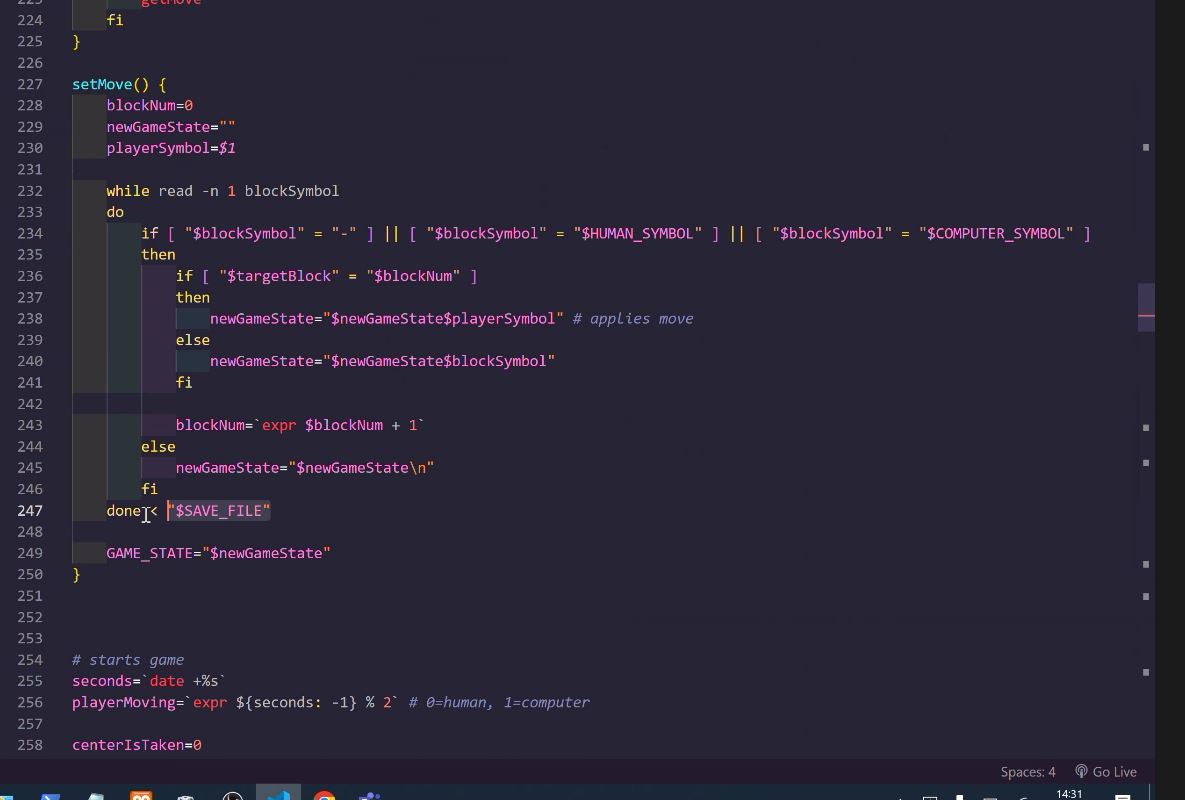 223 getMove
224 fi
225 }
226
227 setMove() {
228 blockNum=0
229 newGameState=""
230 playerSymbol=$1
231
232 while read -n 1 blockSymbol
233 do
234 if [ "$blockSymbol" = "-" ] || [ "$blockSymbol" = "$HUMAN_SYMBOL" ] || [ "$blockSymbol" = "$COMPUTER_SYMBOL" ]
235 then
236 if [ "$targetBlock" = "$blockNum" ]
237 then
238 newGameState="$newGameState$playerSymbol" # applies move
239 else
240 newGameState="$newGameState$blockSymbol"
241 fi
242
243 blockNum=`expr $blockNum + 1`
244 else
245 newGameState="$newGameState\n"
246 fi
247 done < "$SAVE_FILE"
248
249 GAME_STATE="$newGameState"
250 }
251
252
253
254 # starts game
255 seconds=`date +%s`
256 playerMoving=`expr ${seconds: -1} % 2` # 0=human, 1=computer
257
258 centerIsTaken=0
Spaces: 4 Go Live
14:31